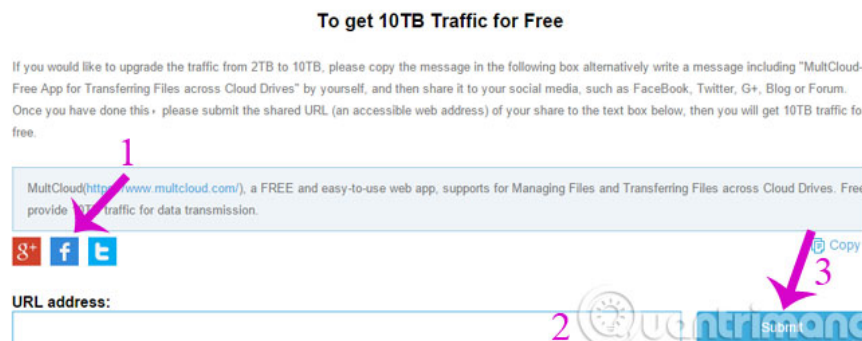 To get 10TB Traffic for Free
If you would like to upgrade the traffic from 2TB to 10TB, please copy the message in the following box alternatively write a message including "MultCloud-
Free App for Transferring Files across Cloud Drives" by yourself, and then share it to your social media, such as FaceBook, Twitter, G+, Blog or Forum.
Once you have done this, please submit the shared URL (an accessible web address) of your share to the text box below, then you will get 10TB traffic fo
free.
1
MultCloud(https://www.multcloud.com/), a FREE and easy-to-use web app, supports for Managing Files and Transferring Files across Cloud Drives. Free
provide 10TB traffic for data transmission.
8+ f t
Copy
3
URL address:
2
Quantrimang
Submit